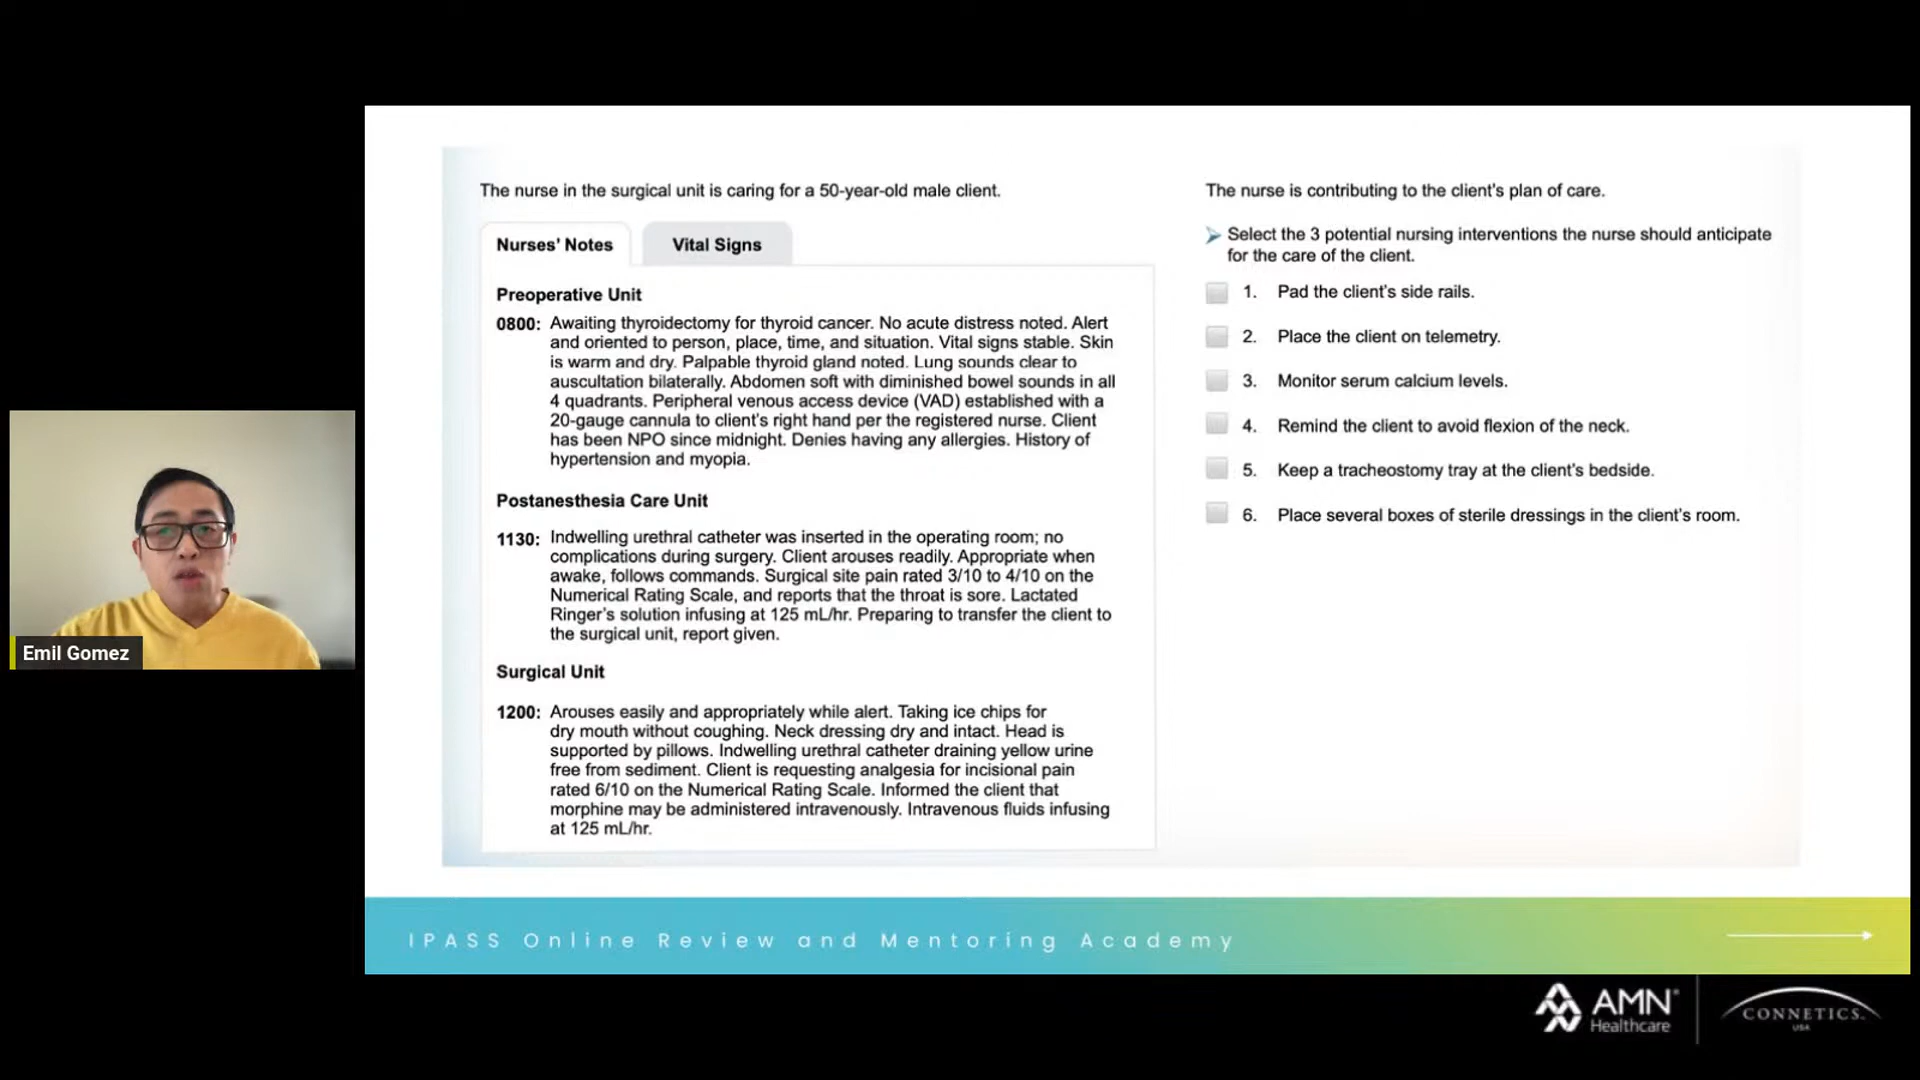 The nurse in the surgical unit is caring for a 50-year-old male client.
Nurses' Notes
Vital Signs
Preoperative Unit
0800: Awaiting thyroidectomy for thyroid cancer. No acute distress noted. Alert
and oriented to person, place, time, and situation. Vital signs stable. Skin
is warm and dry. Palpable thyroid gland noted. Lung sounds clear to
auscultation bilaterally. Abdomen soft with diminished bowel sounds in all
4 quadrants. Peripheral venous access device (VAD) established with a
20-gauge cannula to client's right hand per the registered nurse. Client
has been NPO since midnight. Denies having any allergies. History of
hypertension and myopia.
Postanesthesia Care Unit
1130: Indwelling urethral catheter was inserted in the operating room; no
complications during surgery. Client arouses readily. Appropriate when
awake, follows commands. Surgical site pain rated 3/10 to 4/10 on the
Numerical Rating Scale, and reports that the throat is sore. Lactated
Ringer's solution infusing at 125 mL/hr. Preparing to transfer the client to
the surgical unit, report given.
Surgical Unit
1200: Arouses easily and appropriately while alert. Taking ice chips for
dry mouth without coughing. Neck dressing dry and intact. Head is
supported by pillows. Indwelling urethral catheter draining yellow urine
free from sediment. Client is requesting analgesia for incisional pain
rated 6/10 on the Numerical Rating Scale. Informed the client that
morphine may be administered intravenously. Intravenous fluids infusing
at 125 mL/hr.
The nurse is contributing to the client's plan of care.
Select the 3 potential nursing interventions the nurse should anticipate
for the care of the client.
1. Pad the client's side rails.
2. Place the client on telemetry.
3. Monitor serum calcium levels.
4. Remind the client to avoid flexion of the neck.
5. Keep a tracheostomy tray at the client's bedside.
6. Place several boxes of sterile dressings in the client's room.
Emil Gomez
IPASS Online Review and Mentoring Academy
AMN
Healthcare
CONNETICS
USA